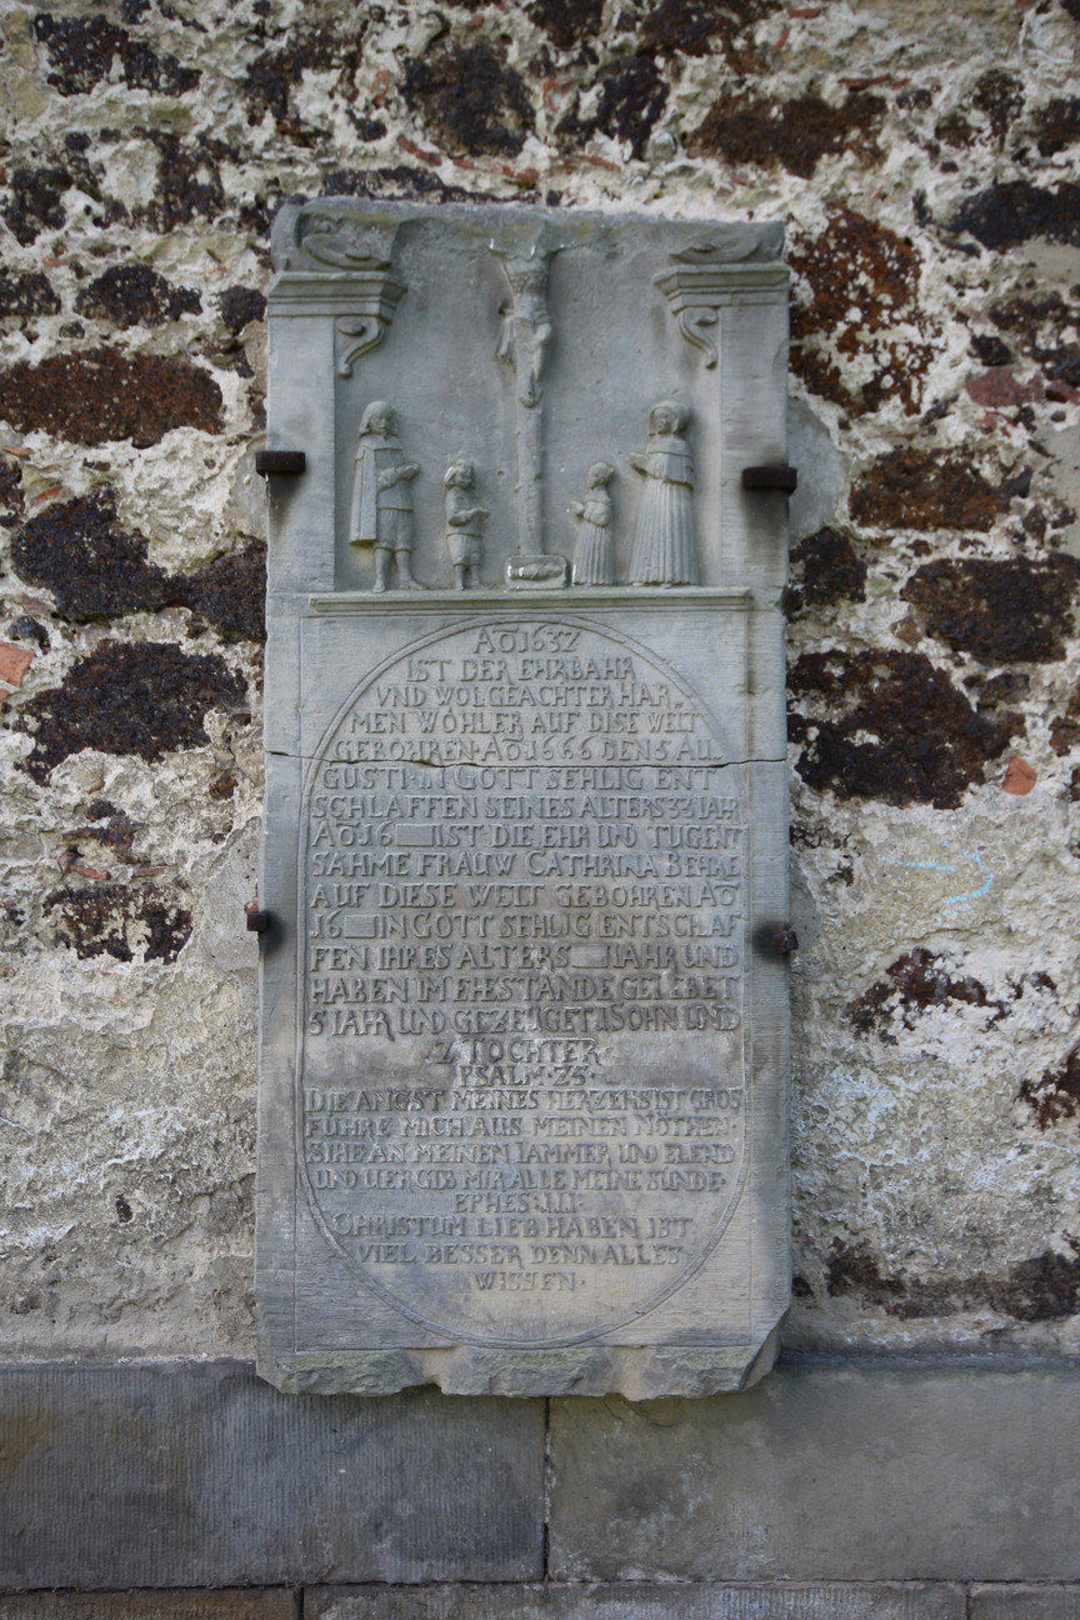 AO 1632
IST DER EHRBAHR
VND WOLGEACHTER HAR„
MEN WÖHLER AUF DISE WELT
GEBOHREN · AO 1666 DEN · 5 AU„
GUSTI · IN GOTT SEHLIG ENT
SCHLAFFEN SEINES ALTERS 33 IAHR
AO 16 IST DIE EHR UND TUGENT
SAHME FRAUW CATHRINA BEHRE
AUF DIESE WELT GEBOHREN AO
16 IN GOTT SEHLIG ENTSCHLAF
FEN IHRES ALTERS IAHR UND
HABEN IM EHESTANDE GELEBET
5 IAHR UND GEZEUGET 1 SOHN UND
2 TÖCHTER
PSALM · 25 ·
DIE ANGST MEINES HERZENS IST GROS
FÜHRE MICH AUS MEINEN NÖTHEN ·
SIHE AN MEINEN IAMMER UND ELEND
UND UERGIB MIR ALLE MEINE SÜNDE
EPHES · III ·
CHRISTUM LIEB HABEN IST
VIEL BESSER DENN ALLES
WISSEN ·